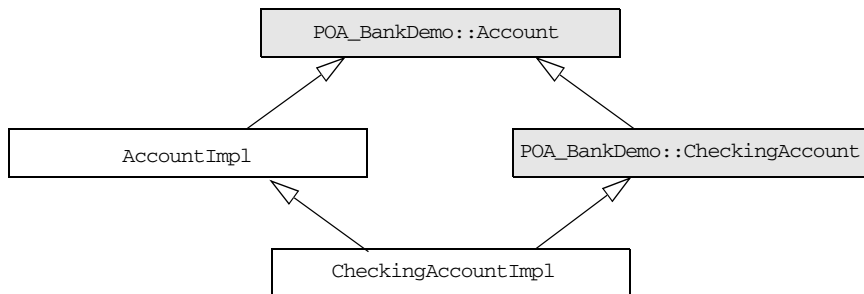 POA_BankDemo::Account
AccountImpl
POA_BankDemo::CheckingAccount
CheckingAccountImpl